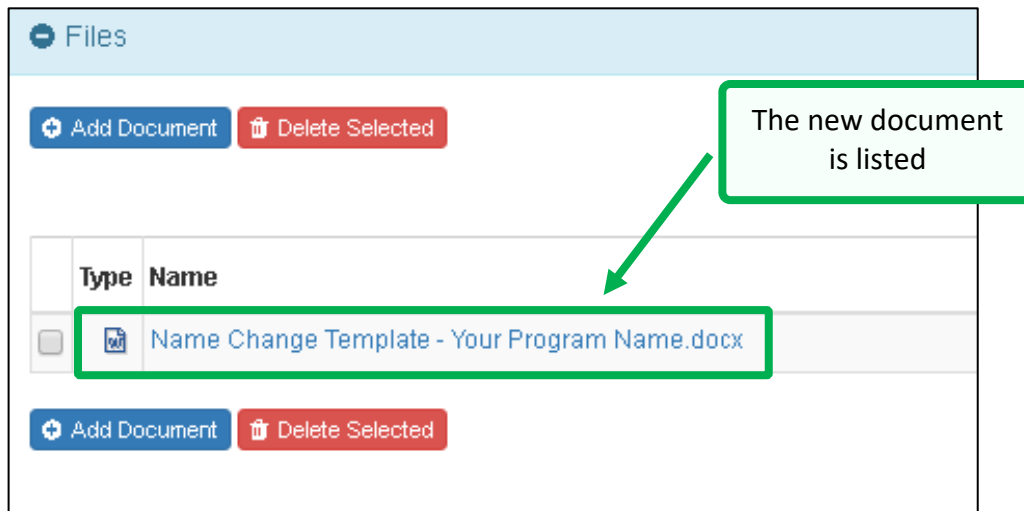 Files
Add Document Delete Selected
The new document
is listed
Type Name
Name Change Template - Your Program Name.docx
Add Document Delete Selected